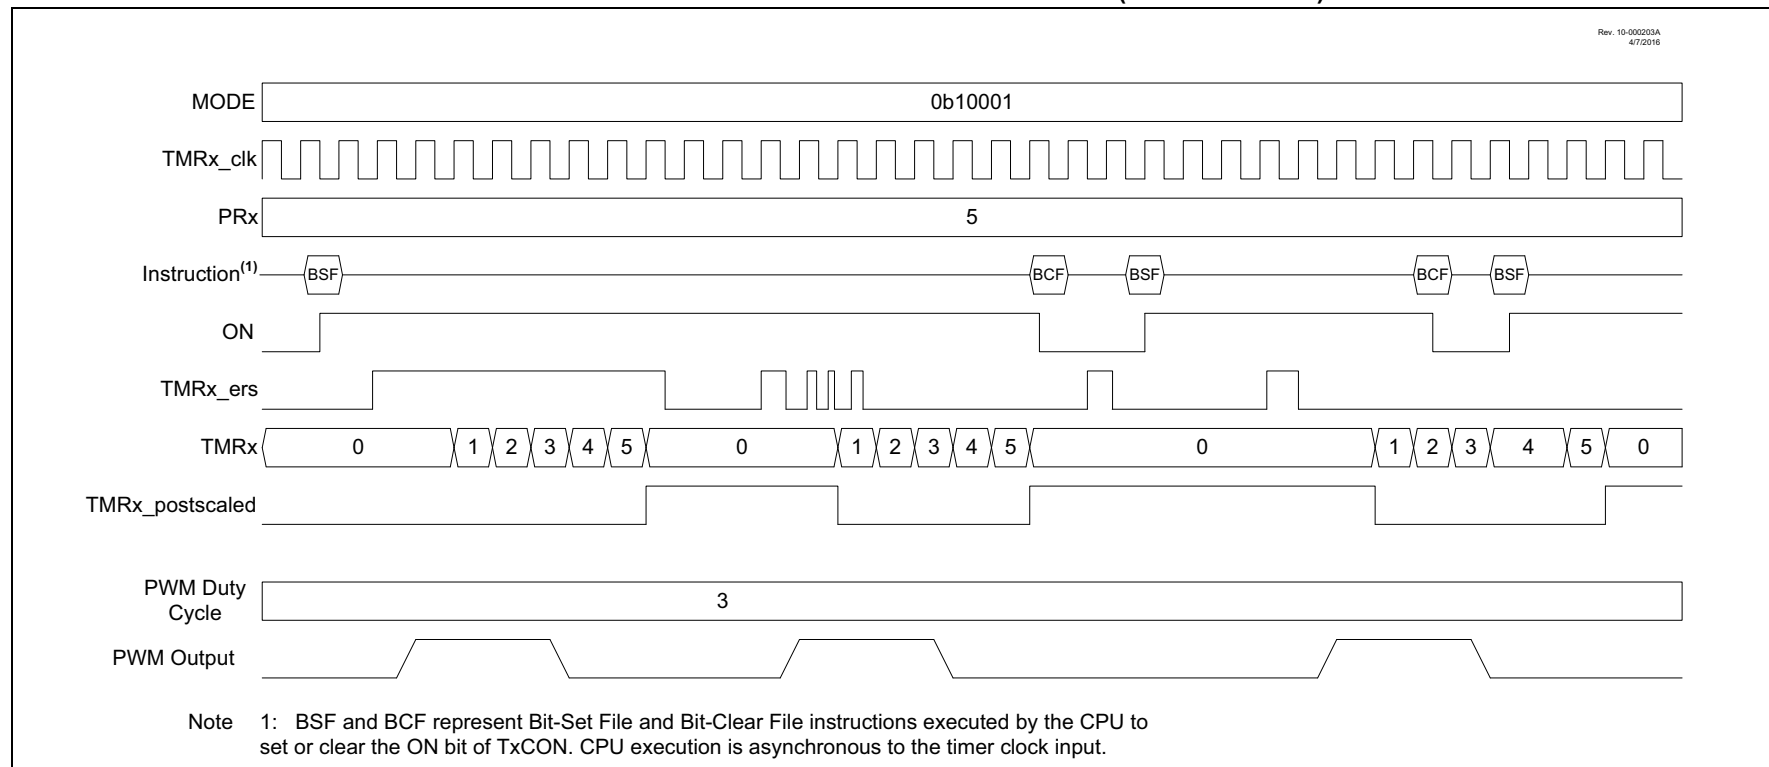 Rev. 10-000203A
4/7/2016
MODE 0b10001
TMRx_clk
PRx 5
Instruction(1) BSF BCF BSF BCF BSF
ON
TMRx_ers
TMRx 0 1 2 3 4 5 0 1 2 3 4 5 0 1 2 3 4 5 0
TMRx_postscaled
PWM Duty
Cycle 3
PWM Output
Note 1: BSF and BCF represent Bit-Set File and Bit-Clear File instructions executed by the CPU to
set or clear the ON bit of TxCON. CPU execution is asynchronous to the timer clock input.